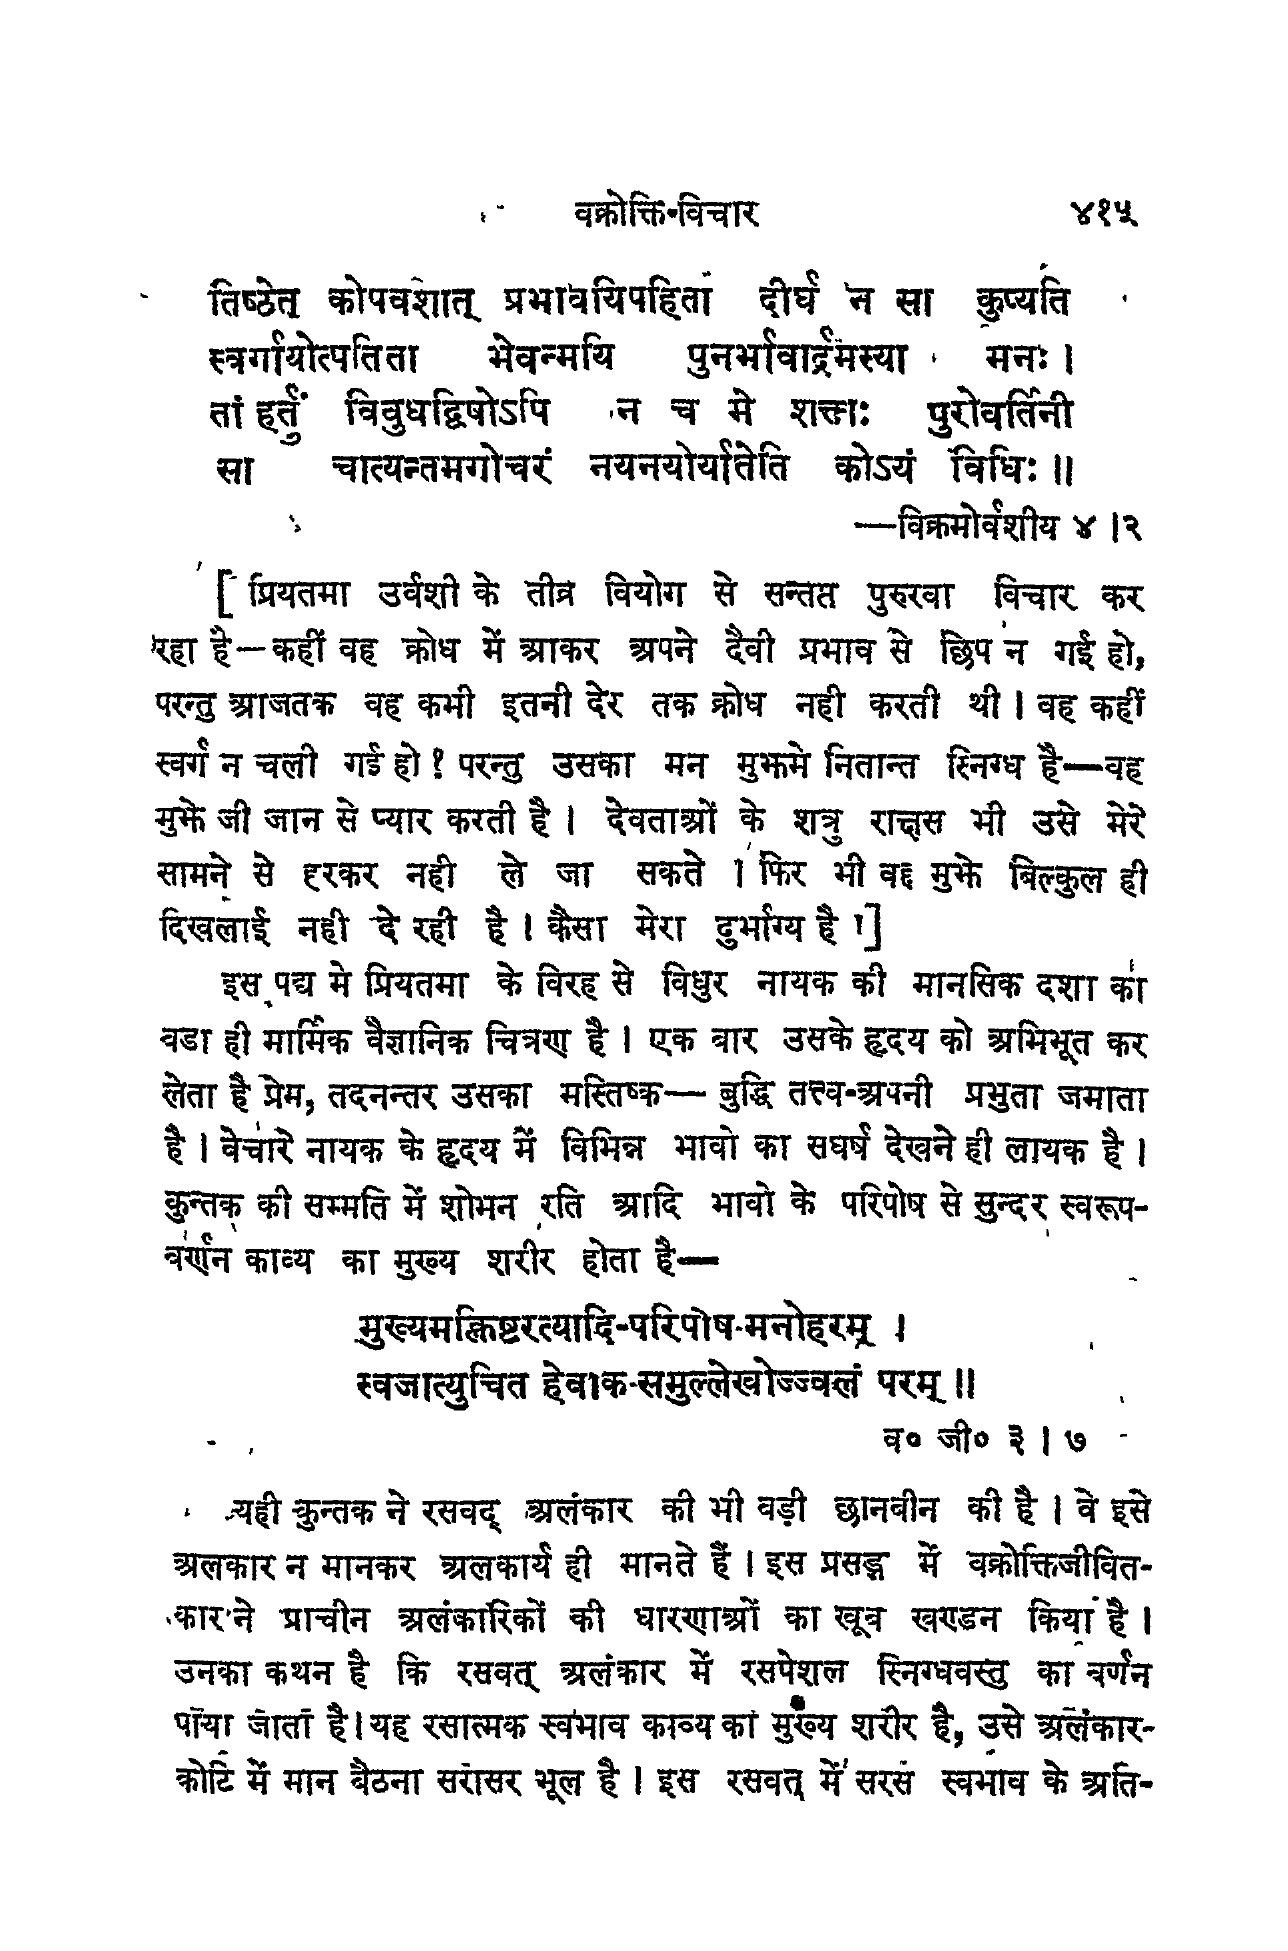 वक्रोक्ति-विचार ४१५
तिष्ठेत् कोपवशात् प्रभावयिपहिता दीर्घं न सा कुप्यति
स्वर्गायोत्पतिता भेवन्मयि पुनर्भावार्द्रमस्या मनः।
तां हर्तुं विवुधद्विषोऽपि न च मे शक्ताः पुरोवर्तिनी
सा चात्यन्तमगोचरं नयनयोर्यातेति कोऽयं विधिः॥
—विक्रमोर्वशीय ४।२
[ प्रियतमा उर्वशी के तीव्र वियोग से सन्तप्त पुरुरवा विचार कर
रहा है—कहीं वह क्रोध में आकर अपने दैवी प्रभाव से छिप न गई हो,
परन्तु आजतक वह कभी इतनी देर तक क्रोध नही करती थी। वह कहीं
स्वर्ग न चली गई हो! परन्तु उसका मन मुझमे नितान्त स्निग्ध है—वह
मुझे जी जान से प्यार करती है। देवताओं के शत्रु राक्षस भी उसे मेरे
सामने से हरकर नही ले जा सकते। फिर भी वह मुझे बिल्कुल ही
दिखलाई नही दे रही है। कैसा मेरा दुर्भाग्य है।]
इस पद्य मे प्रियतमा के विरह से विधुर नायक की मानसिक दशा का
वडा ही मार्मिक वैज्ञानिक चित्रण है। एक वार उसके हृदय को अभिभूत कर
लेता है प्रेम, तदनन्तर उसका मस्तिष्क—बुद्धि तत्त्व-अपनी प्रभुता जमाता
है। वेचारे नायक के हृदय में विभिन्न भावो का सघर्ष देखने ही लायक है।
कुन्तक की सम्मति में शोभन रति आदि भावो के परिपोष से सुन्दर स्वरूप-
वर्णन काव्य का मुख्य शरीर होता है—
मुख्यमक्लिष्टरत्यादि-परिपोष-मनोहरम्।
स्वजात्युचित हेवाक-समुल्लेखोज्ज्वलं परम्॥
व० जी० ३।७
यही कुन्तक ने रसवद् अलंकार की भी वड़ी छानवीन की है। वे इसे
अलकार न मानकर अलकार्य ही मानते हैं। इस प्रसङ्ग में वक्रोक्तिजीवित-
कार ने प्राचीन अलंकारिकों की धारणाओं का खूव खण्डन किया है।
उनका कथन है कि रसवत् अलंकार में रसपेशल स्निग्धवस्तु का वर्णन
पाया जाता है। यह रसात्मक स्वभाव काव्य का मुख्य शरीर है, उसे अलंकार-
कोटि में मान बैठना सरासर भूल है। इस रसवत् में सरस स्वभाव के अति-